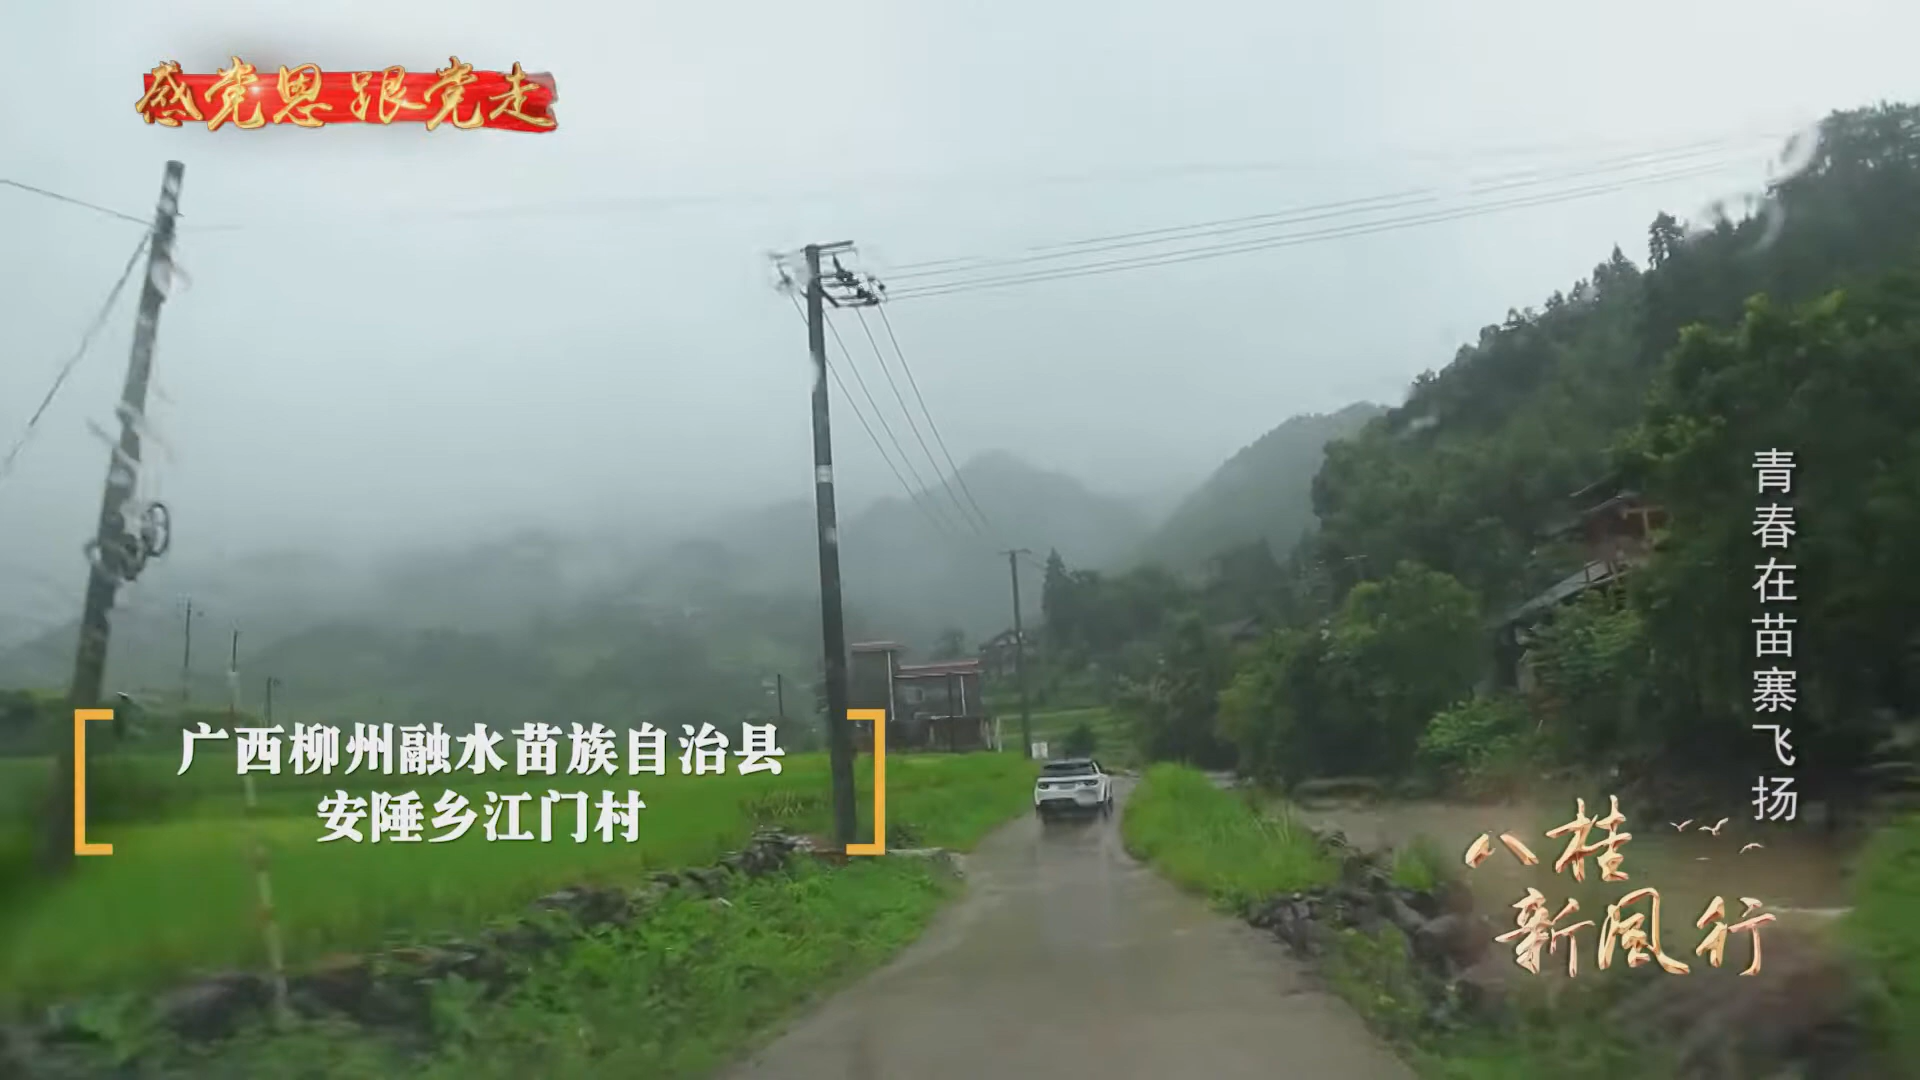 感党恩 跟党走
广西柳州融水苗族自治县
安陲乡江门村
青春在苗寨飞扬
八桂
新风行